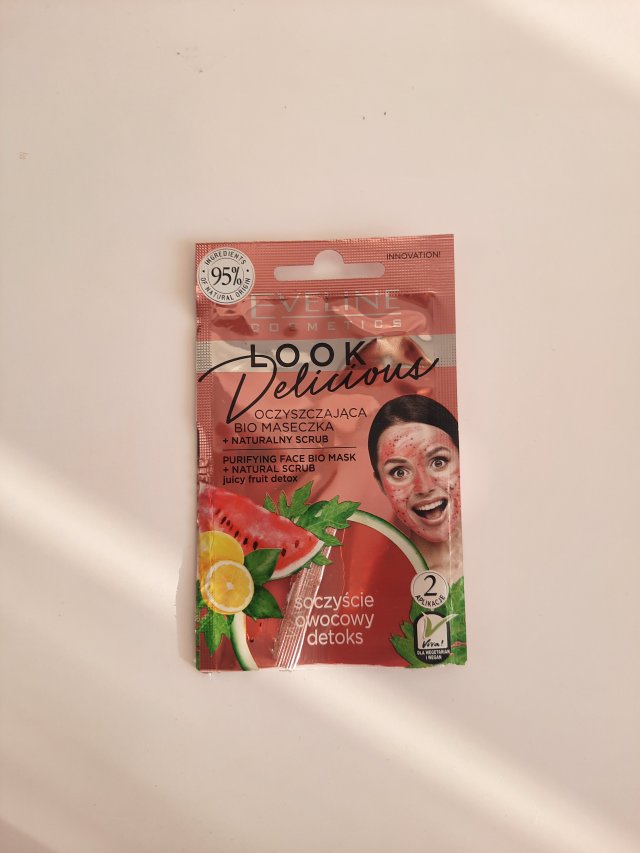 INNOVATION!
INGREDIENTS
95%
OF NATURAL ORIGIN
EVELINE
COSMETICS
LOOK
Delicious
OCZYSZCZAJĄCA
BIO MASECZKA
+ NATURALNY SCRUB
PURIFYING FACE BIO MASK
+ NATURAL SCRUB
juicy fruit detox
soczyście
owocowy
detoks
2
APLIKACJE
Viva!
DLA WEGETARIAN
I WEGAN